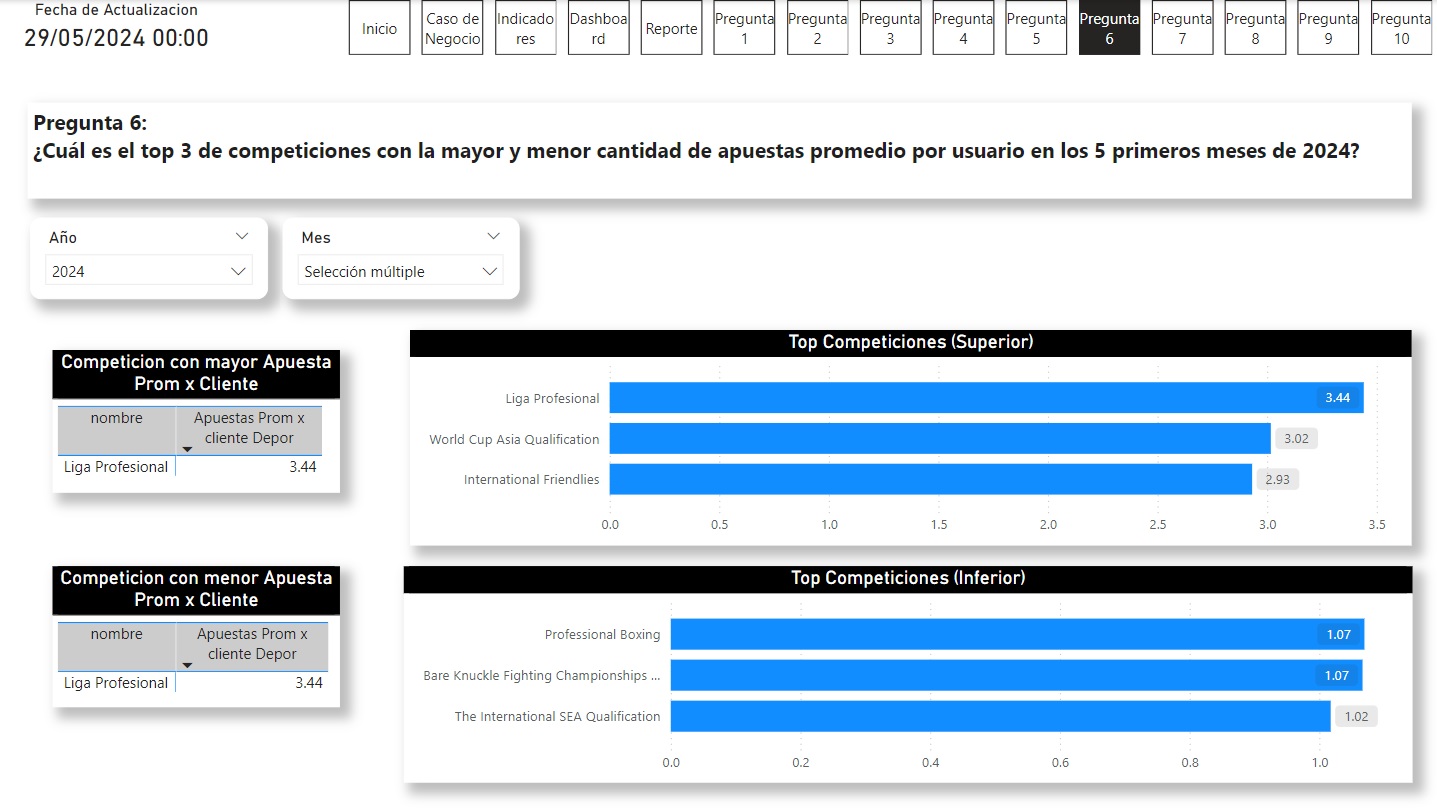 Fecha de Actualizacion
29/05/2024 00:00
Inicio
Caso de
Negocio
Indicado
res
Dashboa
rd
Reporte
Pregunta
1
Pregunta
2
Pregunta
3
Pregunta
4
Pregunta
5
Pregunta
6
Pregunta
7
Pregunta
8
Pregunta
9
Pregunta
10
Pregunta 6:
¿Cuál es el top 3 de competiciones con la mayor y menor cantidad de apuestas promedio por usuario en los 5 primeros meses de 2024?
Año
2024
Mes
Selección múltiple
Competicion con mayor Apuesta
Prom x Cliente
nombre
Apuestas Prom x
cliente Depor
Liga Profesional 3.44
Top Competiciones (Superior)
Liga Profesional 3.44
World Cup Asia Qualification 3.02
International Friendlies 2.93
0.0 0.5 1.0 1.5 2.0 2.5 3.0 3.5
Competicion con menor Apuesta
Prom x Cliente
nombre
Apuestas Prom x
cliente Depor
Liga Profesional 3.44
Top Competiciones (Inferior)
Professional Boxing 1.07
Bare Knuckle Fighting Championships ... 1.07
The International SEA Qualification 1.02
0.0 0.2 0.4 0.6 0.8 1.0